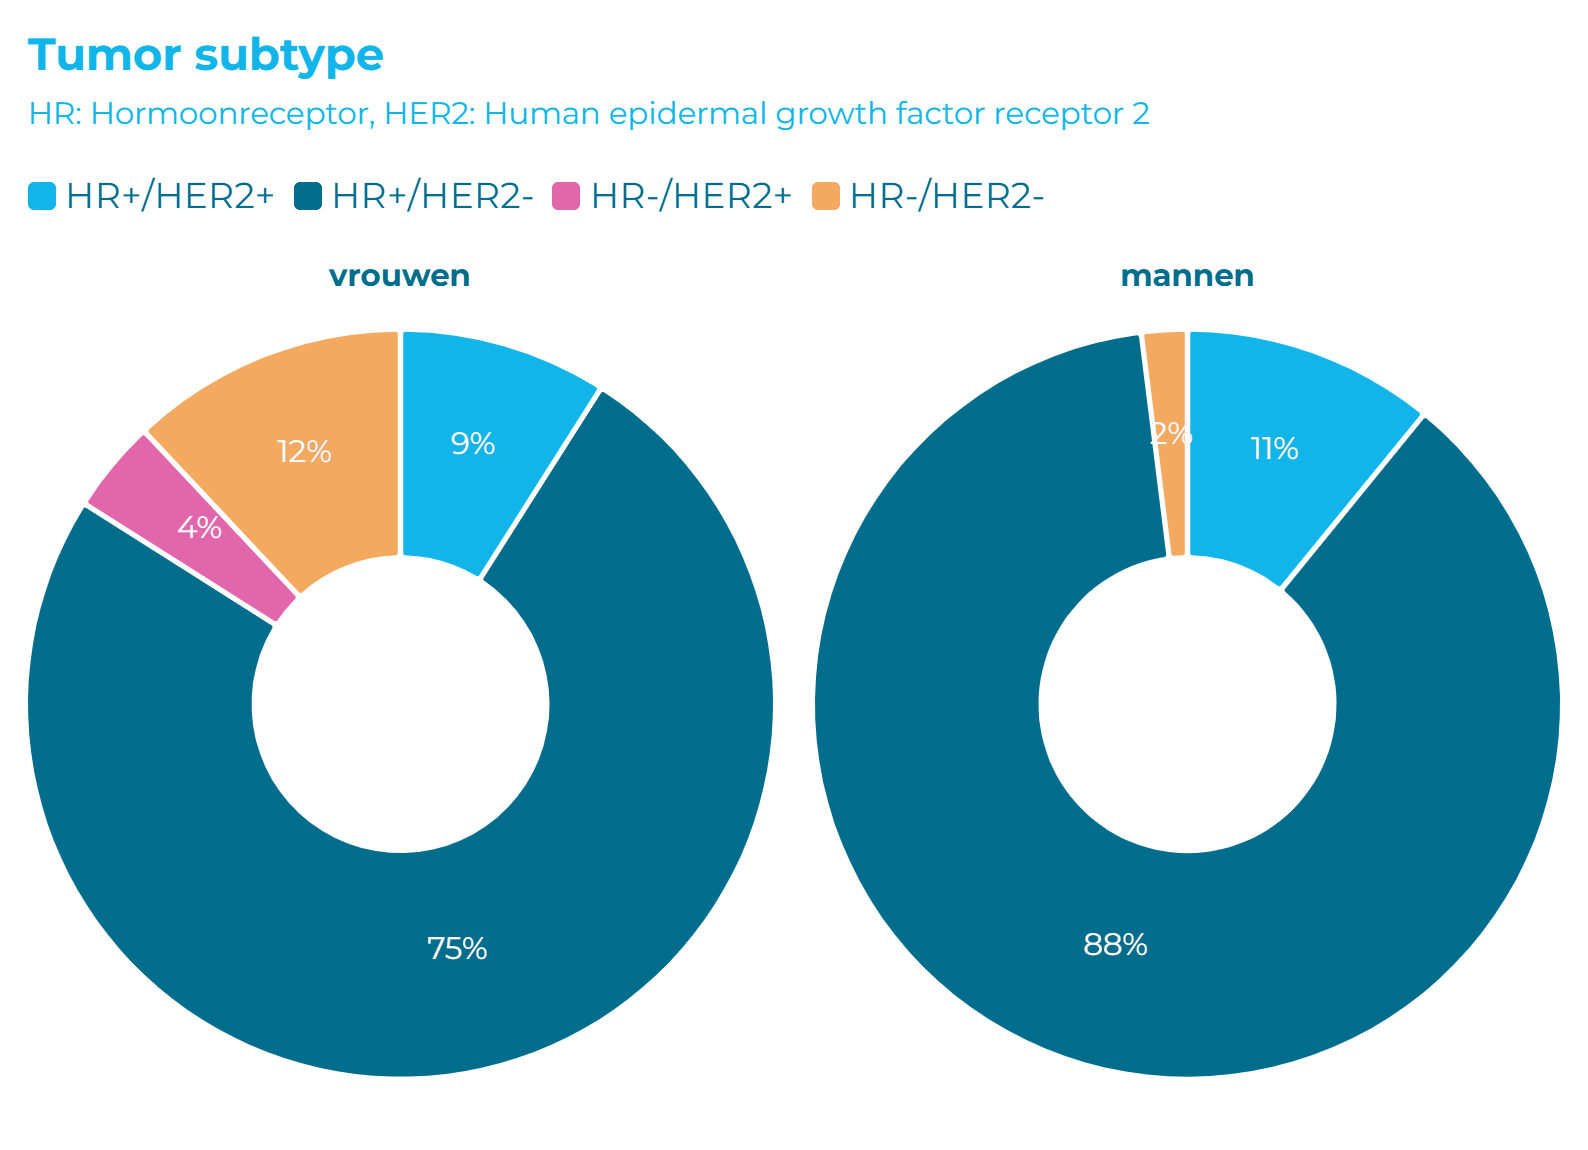 Tumor subtype
HR: Hormoonreceptor, HER2: Human epidermal growth factor receptor 2
HR+/HER2+ HR+/HER2- HR-/HER2+ HR-/HER2-
vrouwen
12%
9%
4%
75%
mannen
2%
11%
88%